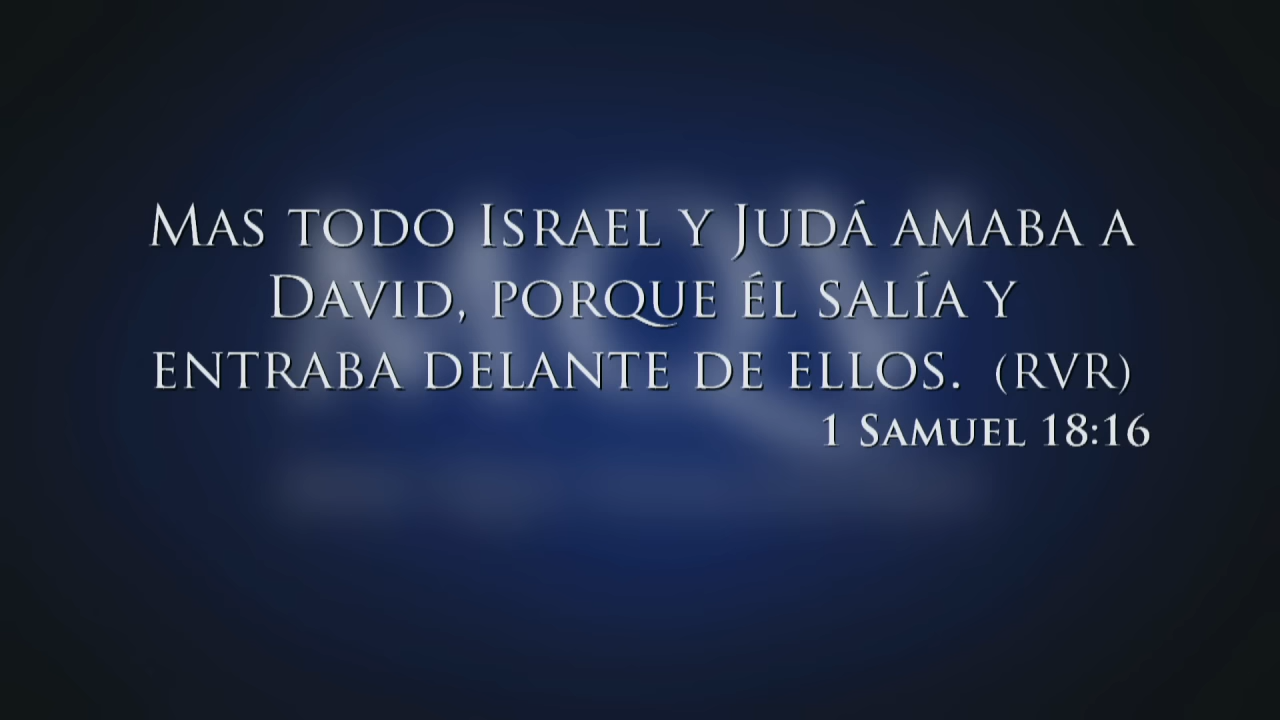 Mas todo Israel y Judá amaba a
David, porque él salía y
entraba delante de ellos. (RVR)
1 Samuel 18:16